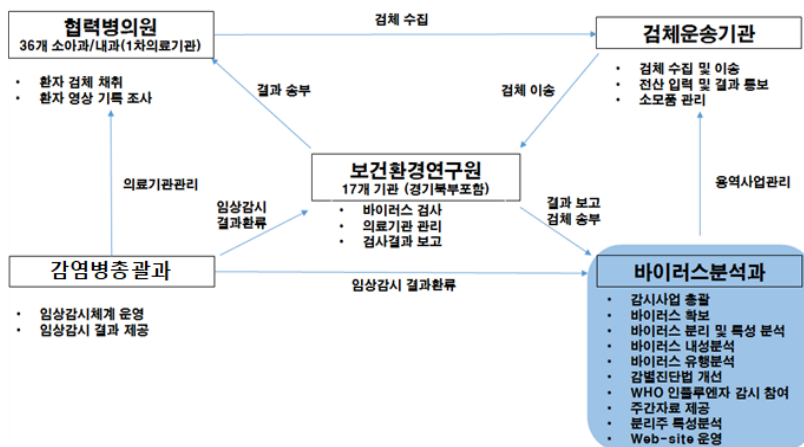 협력병의원
36개 소아과/내과(1차의료기관)
• 환자 검체 채취
• 환자 영상 기록 조사
검체 수집
검체운송기관
• 검체 수집 및 이송
• 전산 입력 및 결과 통보
• 소모품 관리
결과 송부
검체 이송
의료기관관리
보건환경연구원
17개 기관 (경기북부포함)
• 바이러스 검사
• 의료기관 관리
• 검사결과 보고
임상감시
결과환류
결과 보고
검체 송부
용역사업관리
감염병총괄과
• 임상감시체계 운영
• 임상감시 결과 제공
임상감시 결과환류
바이러스분석과
• 감시사업 총괄
• 바이러스 확보
• 바이러스 분리 및 특성 분석
• 바이러스 내성분석
• 바이러스 유행분석
• 감별진단법 개선
• WHO 인플루엔자 감시 참여
• 주간자료 제공
• 분리주 특성분석
• Web-site 운영